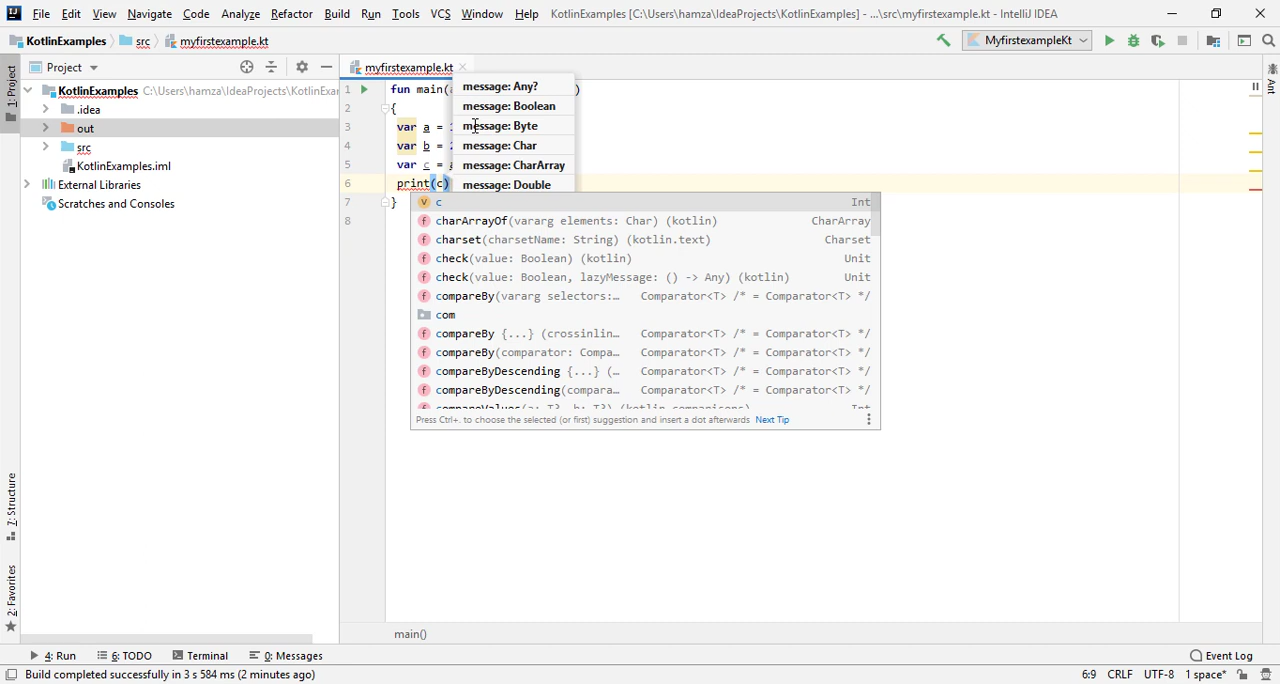 File Edit View Navigate Code Analyze Refactor Build Run Tools VCS Window Help KotlinExamples [C:\Users\hamza\IdeaProjects\KotlinExamples] - ...\src\myfirstexample.kt - IntelliJ IDEA
KotlinExamples src myfirstexample.kt MyfirstexampleKt
1: Project
Project
KotlinExamples C:\Users\hamza\IdeaProjects\KotlinExar
.idea
out
src
KotlinExamples.iml
External Libraries
Scratches and Consoles
Z: Structure
2: Favorites
Ant
myfirstexample.kt
1 fun main( )
2 {
3 var a =
4 var b =
5 var c =
6 print(c)
7 }
8
message: Any?
message: Boolean
message: Byte
message: Char
message: CharArray
message: Double
c Int
charArrayOf(vararg elements: Char) (kotlin) CharArray
charset(charsetName: String) (kotlin.text) Charset
check(value: Boolean) (kotlin) Unit
check(value: Boolean, lazyMessage: () -> Any) (kotlin) Unit
compareBy(vararg selectors:… Comparator<T> /* = Comparator<T> */
com
compareBy {...} (crossinlin… Comparator<T> /* = Comparator<T> */
compareBy(comparator: Compa… Comparator<T> /* = Comparator<T> */
compareByDescending {...} (… Comparator<T> /* = Comparator<T> */
compareByDescending(compara… Comparator<T> /* = Comparator<T> */
compareValues(a: T?, b: T?) (kotlin.comparisons) Int
Press Ctrl+. to choose the selected (or first) suggestion and insert a dot afterwards Next Tip
main()
4: Run 6: TODO Terminal 0: Messages Event Log
Build completed successfully in 3 s 584 ms (2 minutes ago) 6:9 CRLF UTF-8 1 space*